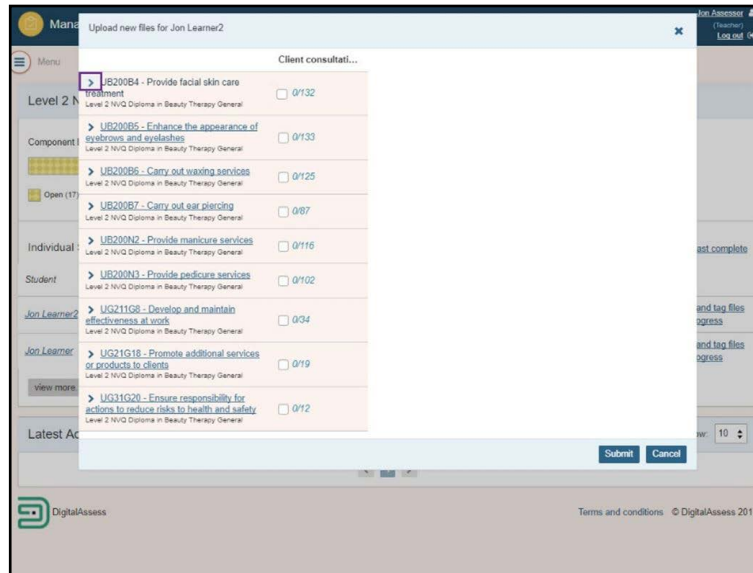 Mana
Upload new files for Jon Learner2
Jon Assessor
(Teacher)
Log out
Menu
Client consultati...
Level 2 N
UB200B4 - Provide facial skin care
treatment
Level 2 NVQ Diploma in Beauty Therapy General
0/132
UB200B5 - Enhance the appearance of
eyebrows and eyelashes
Level 2 NVQ Diploma in Beauty Therapy General
0/133
Component
UB200B6 - Carry out waxing services
Level 2 NVQ Diploma in Beauty Therapy General
0/125
Open (17)
UB200B7 - Carry out ear piercing
Level 2 NVQ Diploma in Beauty Therapy General
0/87
Individual
UB200N2 - Provide manicure services
Level 2 NVQ Diploma in Beauty Therapy General
0/116
ast complete
Student
UB200N3 - Provide pedicure services
Level 2 NVQ Diploma in Beauty Therapy General
0/102
Jon Learner2
UG211G8 - Develop and maintain
effectiveness at work
Level 2 NVQ Diploma in Beauty Therapy General
0/34
and tag files
ogress
Jon Learner
UG21G18 - Promote additional services
or products to clients
Level 2 NVQ Diploma in Beauty Therapy General
0/19
and tag files
ogress
view more.
UG31G20 - Ensure responsibility for
actions to reduce risks to health and safety
Level 2 NVQ Diploma in Beauty Therapy General
0/12
Latest Ac
ow: 10
Submit Cancel
DigitalAssess
Terms and conditions © DigitalAssess 201